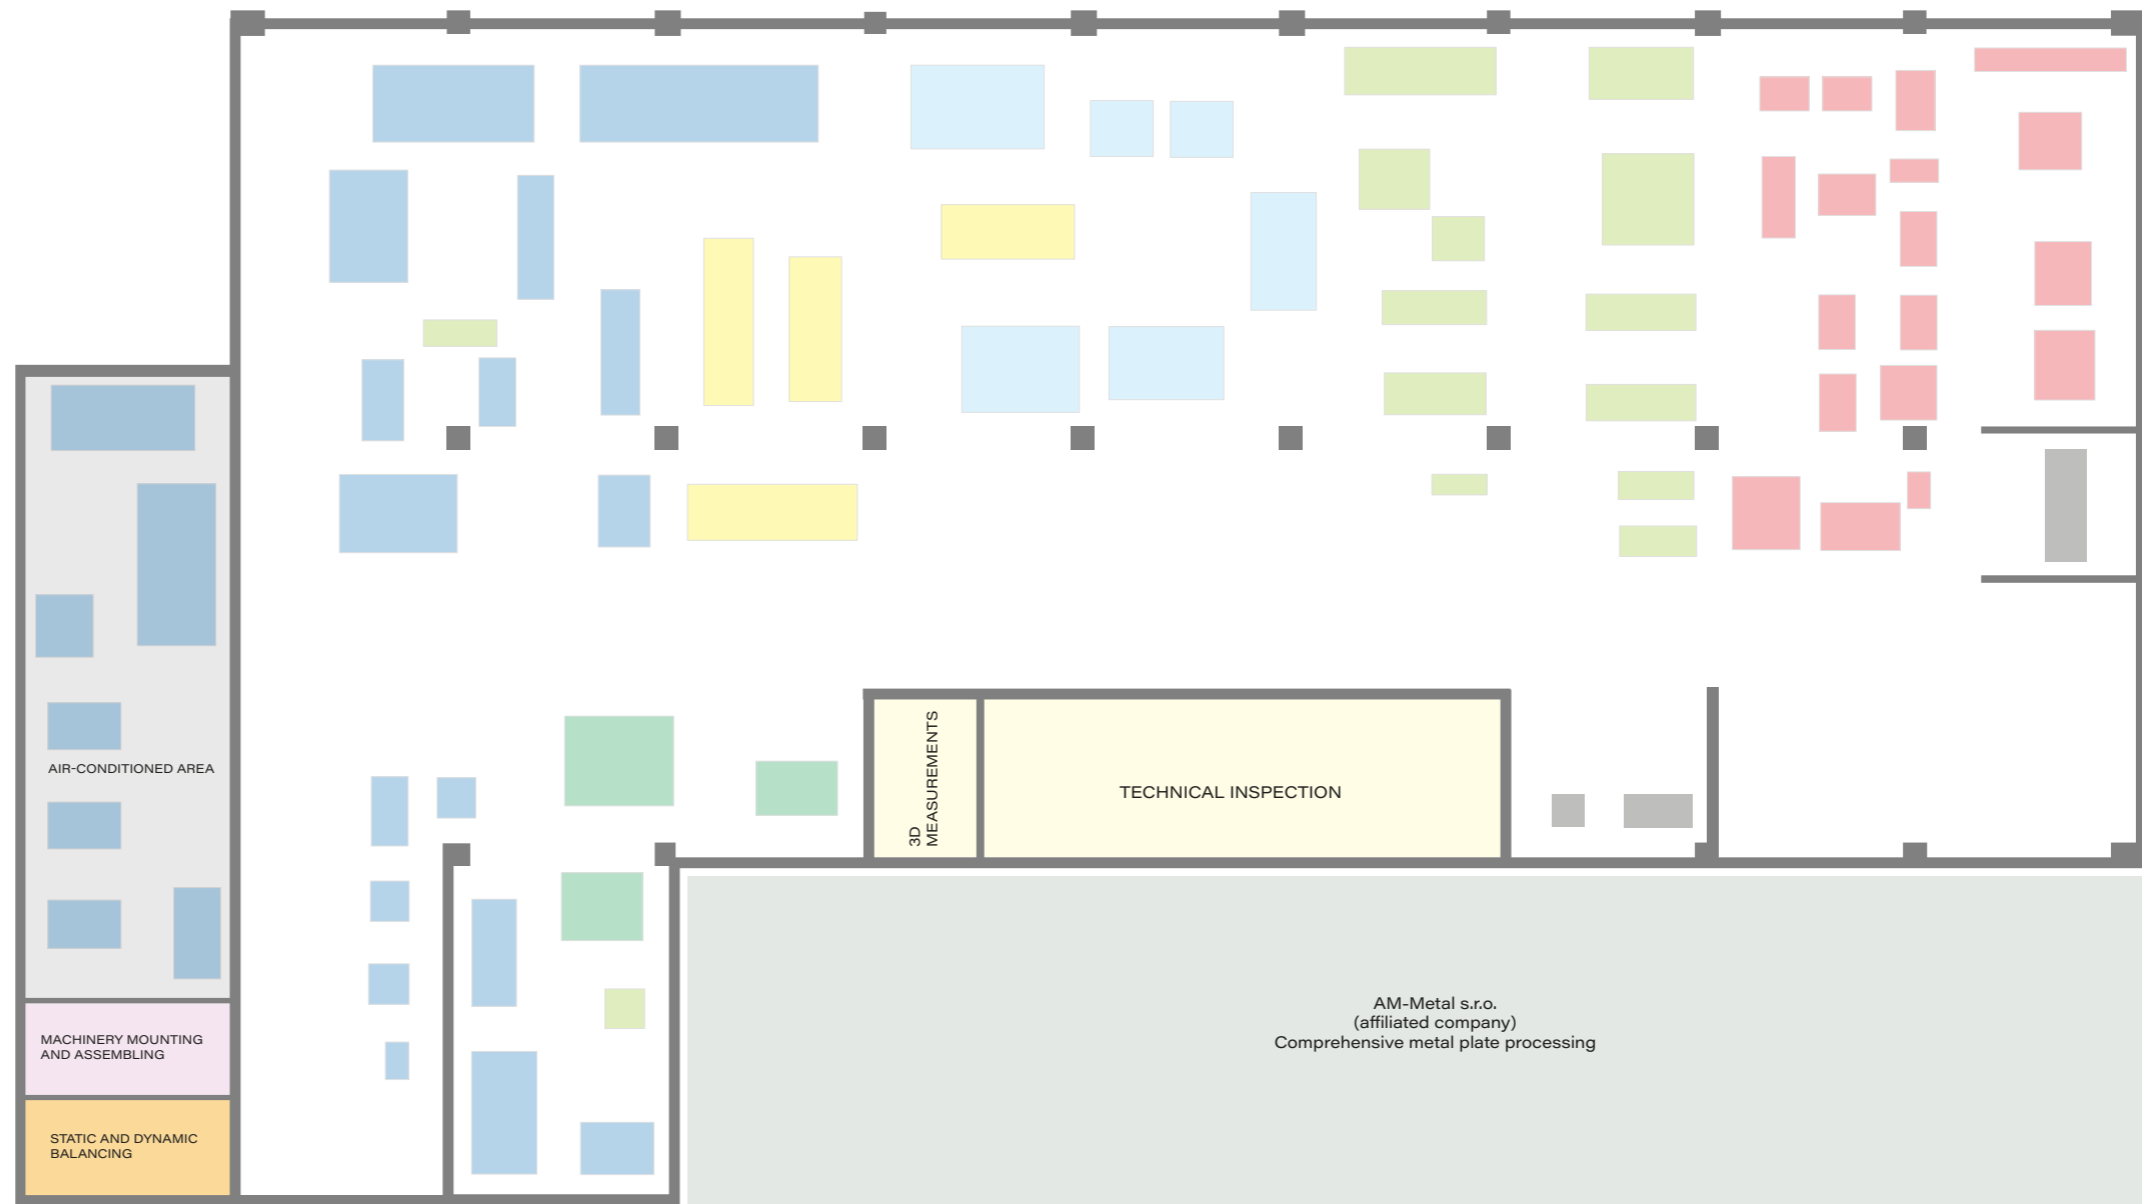 3D
MEASUREMENTS
TECHNICAL INSPECTION
AIR-CONDITIONED AREA
AM-Metal s.r.o.
(affiliated company)
Comprehensive metal plate processing
MACHINERY MOUNTING
AND ASSEMBLING
STATIC AND DYNAMIC
BALANCING